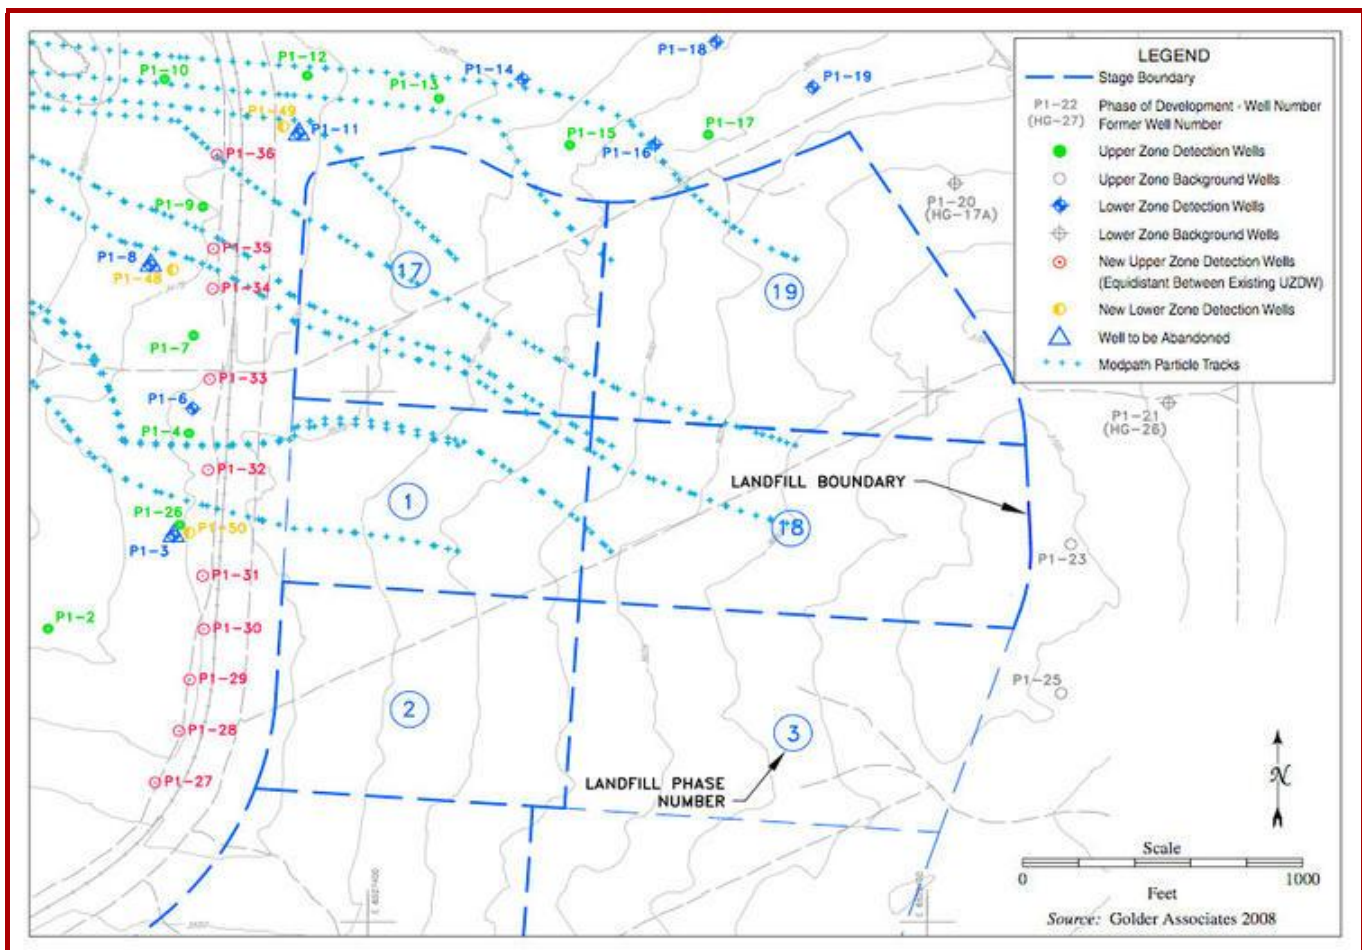 P1-18
P1-12
P1-10
P1-14
P1-19
P1-13
P1-49
P1-11
P1-15
P1-17
P1-16
P1-36
P1-20
(HG-17A)
P1-9
P1-35
P1-8
P1-48
17
P1-34
19
P1-7
P1-33
P1-6
P1-4
P1-21
(HG-26)
P1-32
1
LANDFILL BOUNDARY
P1-26
P1-50
18
P1-3
P1-23
P1-31
P1-2
P1-30
P1-29
P1-25
2
P1-28
3
P1-27
LANDFILL PHASE
NUMBER
LEGEND
Stage Boundary
P1-22
(HG-27)
Phase of Development - Well Number
Former Well Number
Upper Zone Detection Wells
Upper Zone Background Wells
Lower Zone Detection Wells
Lower Zone Background Wells
New Upper Zone Detection Wells
(Equidistant Between Existing UZDW)
New Lower Zone Detection Wells
Well to be Abandoned
Modpath Particle Tracks
N
Scale
0
1000
Feet
Source: Golder Associates 2008